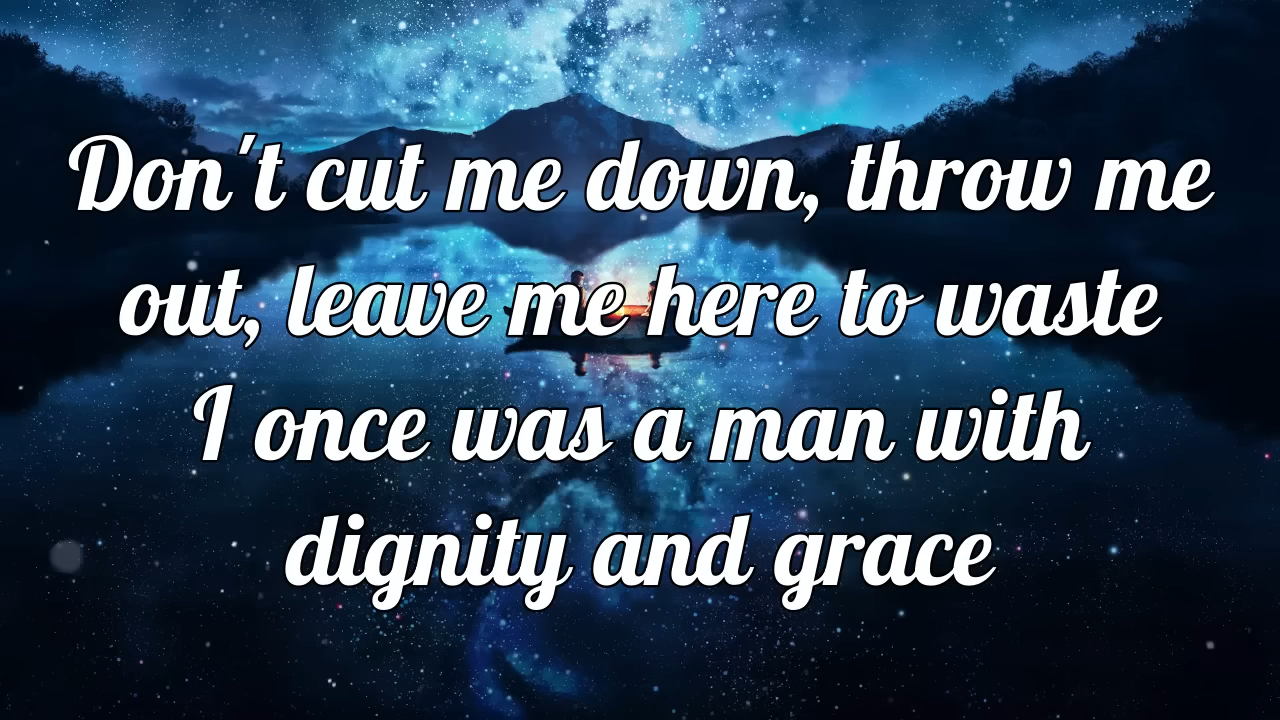 Don't cut me down, throw me
out, leave me here to waste
I once was a man with
dignity and grace